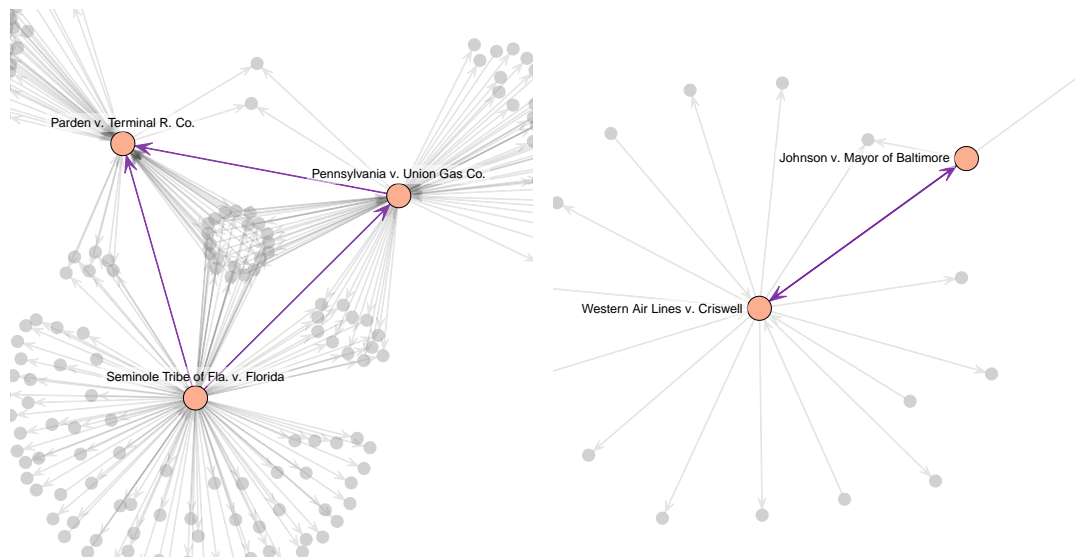 Parden v. Terminal R. Co.
Pennsylvania v. Union Gas Co.
Seminole Tribe of Fla. v. Florida
Johnson v. Mayor of Baltimore
Western Air Lines v. Criswell